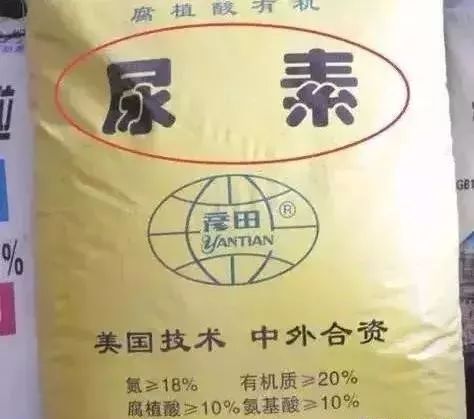 腐植酸有机
尿素
彦田®
YANTIAN
美国技术 中外合资
氮≥18% 有机质≥20%
腐植酸≥10% 氨基酸≥10%
%
GB1